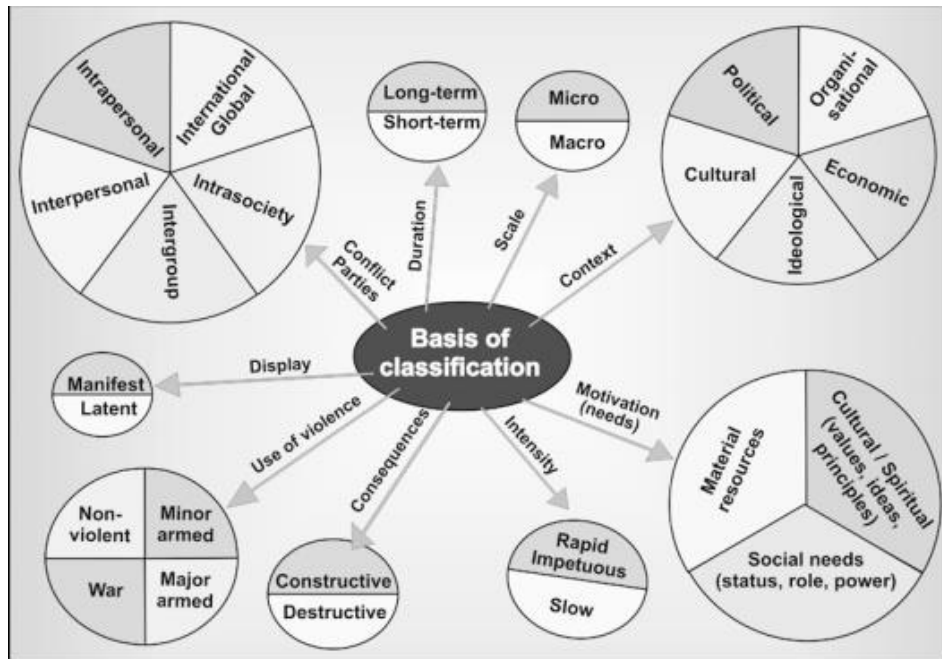 Intrapersonal
International
Global
Interpersonal
Intrasociety
Intergroup
Long-term
Short-term
Micro
Macro
Political
Organi-
sational
Cultural
Economic
Ideological
Conflict
Parties
Duration
Scale
Context
Basis of
classification
Display
Manifest
Latent
Use of violence
Consequences
Intensity
Motivation
(needs)
Non-
violent
Minor
armed
War
Major
armed
Constructive
Destructive
Rapid
Impetuous
Slow
Material
resources
Cultural / Spiritual
(values, ideas,
principles)
Social needs
(status, role, power)